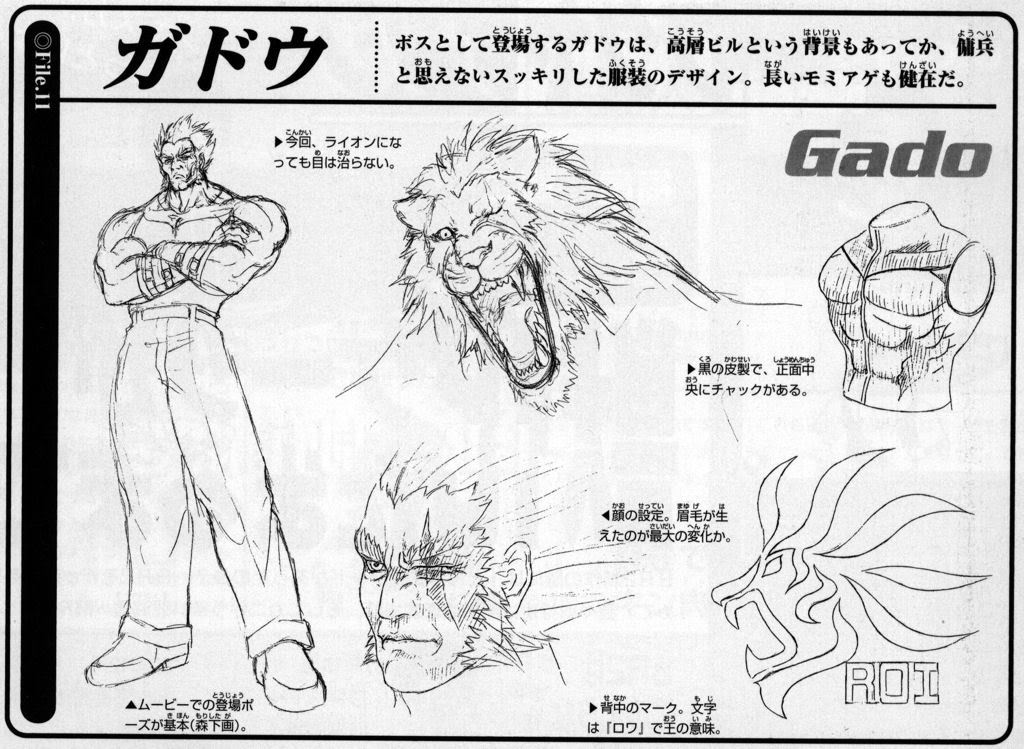 ◎File.11
ガドウ
ボスとして登場するガドウは、高層ビルという背景もあってか、傭兵
と思えないスッキリした服装のデザイン。長いモミアゲも健在だ。
Gado
▶今回、ライオンにな
っても目は治らない。
▶黒の皮製で、正面中
央にチャックがある。
◀顔の設定。眉毛が生
えたのが最大の変化か。
ROI
▲ムービーでの登場ポ
ーズが基本(森下画)。
▶背中のマーク。文字
は『ロワ』で王の意味。